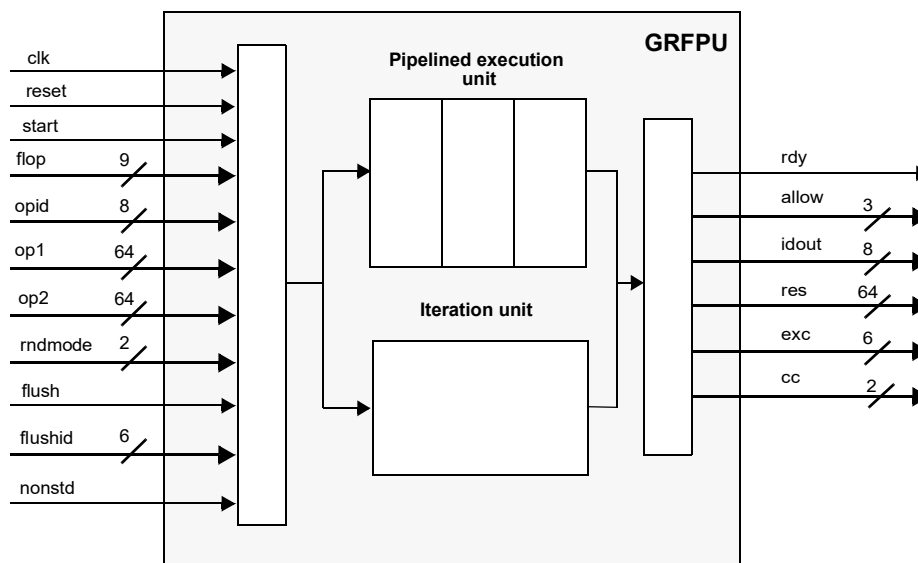 GRFPU
Pipelined execution
unit
Iteration unit
clk
reset
start
flop 9
opid 8
op1 64
op2 64
rndmode 2
flush
flushid 6
nonstd
rdy
allow 3
idout 8
res 64
exc 6
cc 2